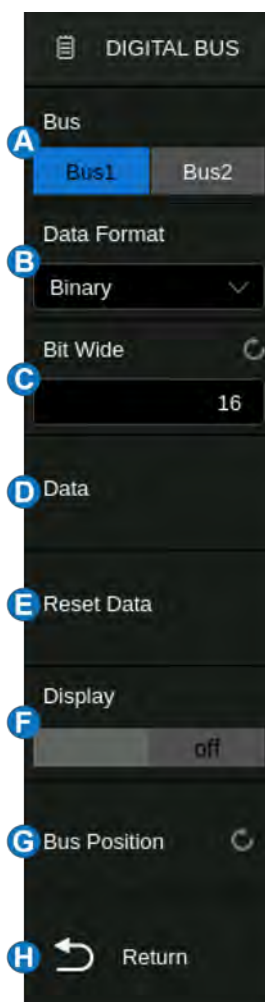 DIGITAL BUS
Bus
A
Bus1 Bus2
Data Format
B
Binary
Bit Wide
C
16
D Data
E Reset Data
Display
F
off
G Bus Position
H Return